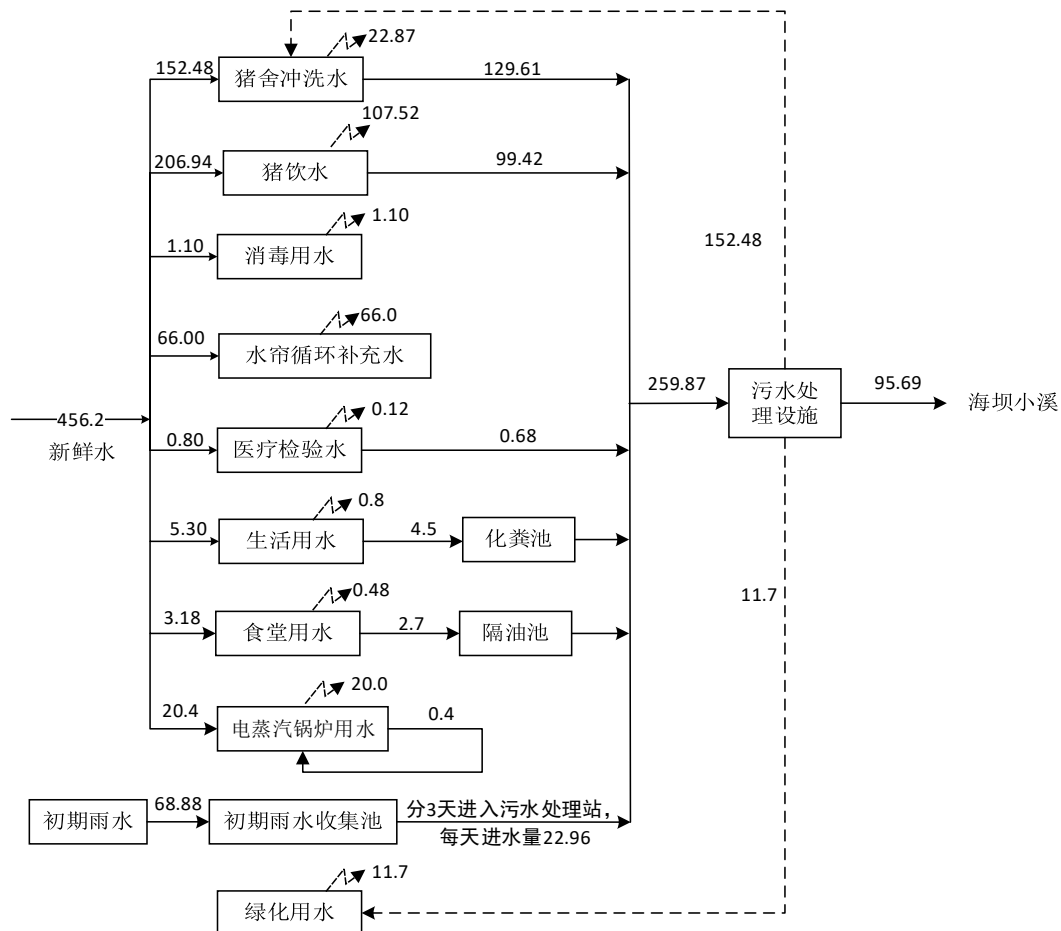 22.87
152.48
猪舍冲洗水
129.61
107.52
206.94
猪饮水
99.42
1.10
1.10
消毒用水
152.48
66.0
66.00
水帘循环补充水
259.87
污水处
理设施
95.69
海坝小溪
456.2
新鲜水
0.12
0.80
医疗检验水
0.68
0.8
5.30
生活用水
4.5
化粪池
0.48
11.7
3.18
食堂用水
2.7
隔油池
20.0
20.4
电蒸汽锅炉用水
0.4
初期雨水
68.88
初期雨水收集池
分3天进入污水处理站,
每天进水量22.96
11.7
绿化用水